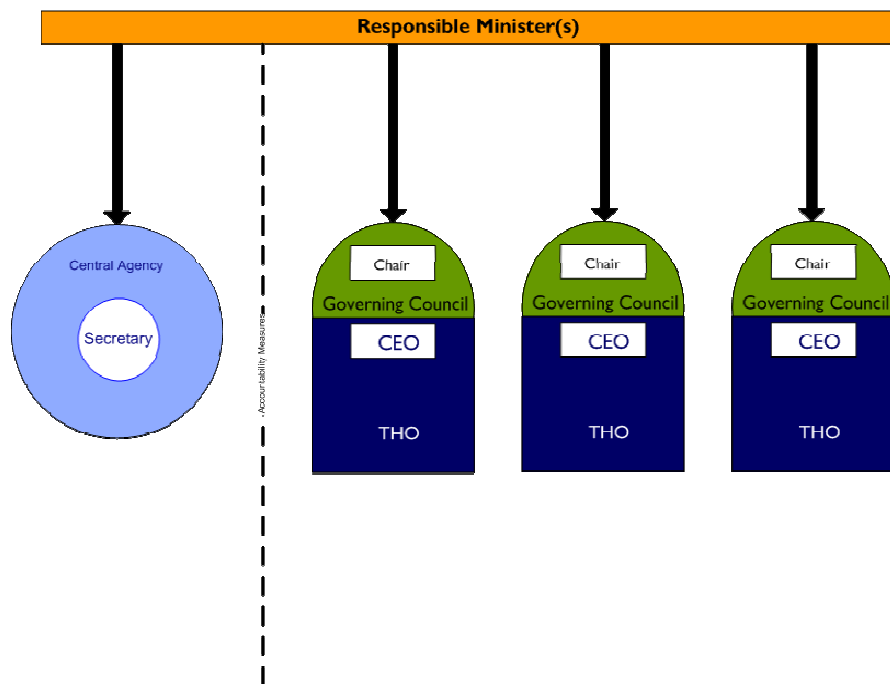 Responsible Minister(s)
Central Agency
Secretary
Accountability Measures
Chair
Governing Council
CEO
THO
Chair
Governing Council
CEO
THO
Chair
Governing Council
CEO
THO